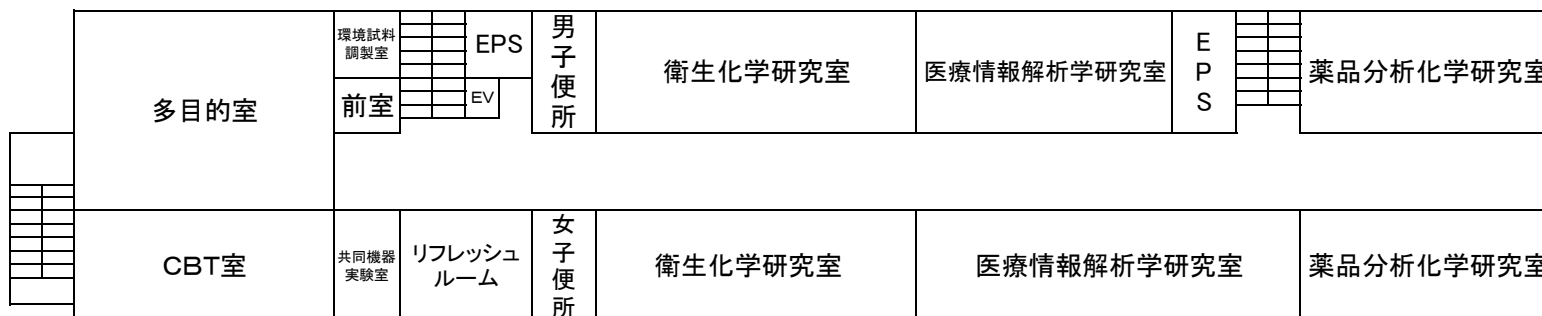 環境試料
調製室
EPS
男子便所
衛生化学研究室
医療情報解析学研究室
EPS
薬品分析化学研究室
多目的室
前室
EV
CBT室
共同機器
実験室
リフレッシュ
ルーム
女子便所
衛生化学研究室
医療情報解析学研究室
薬品分析化学研究室